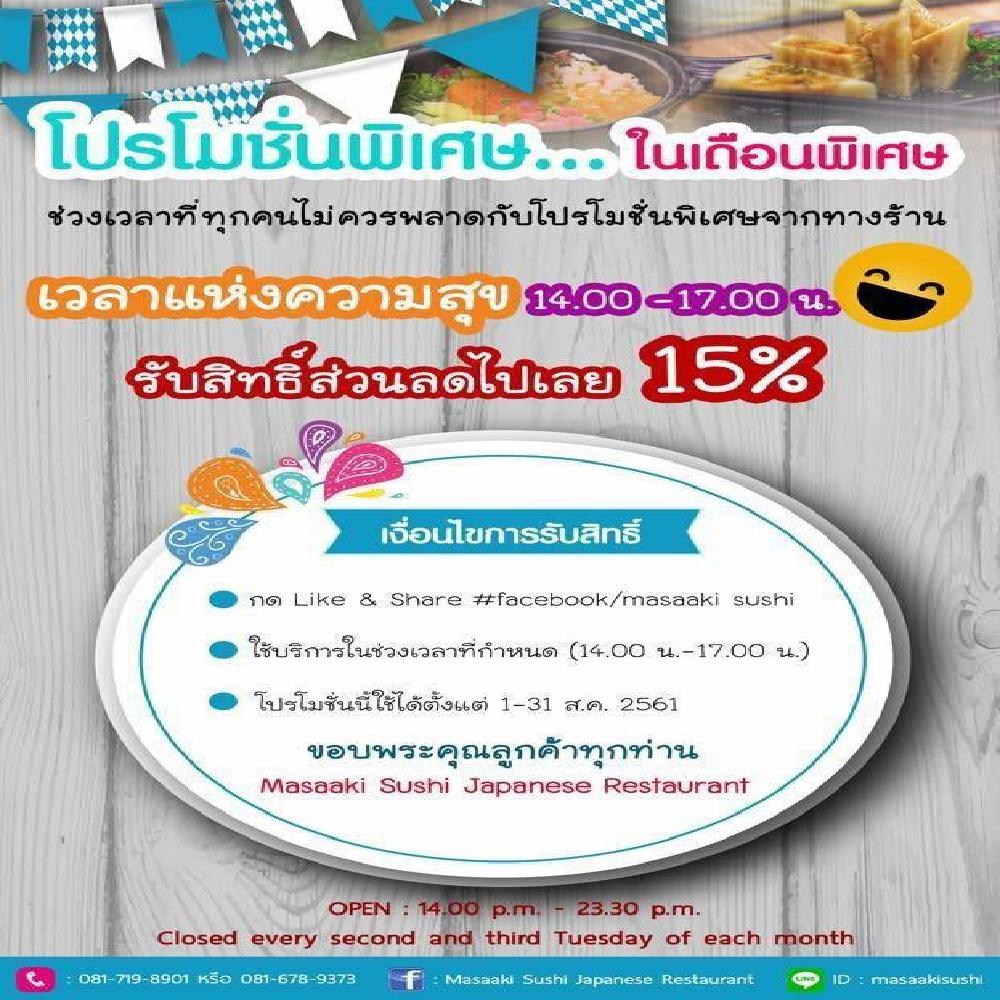 โปรโมชั่นพิเศษ... ในเดือนพิเศษ
ช่วงเวลาที่ทุกคนไม่ควรพลาดกับโปรโมชั่นพิเศษจากทางร้าน
เวลาแห่งความสุข 14.00 -17.00 น.
รับสิทธิ์ส่วนลดไปเลย 15%
เงื่อนไขการรับสิทธิ์
กด Like & Share #facebook/masaaki sushi
ใช้บริการในช่วงเวลาที่กำหนด (14.00 น.-17.00 น.)
โปรโมชั่นนี้ใช้ได้ตั้งแต่ 1-31 ส.ค. 2561
ขอบพระคุณลูกค้าทุกท่าน
Masaaki Sushi Japanese Restaurant
OPEN : 14.00 p.m. - 23.30 p.m.
Closed every second and third Tuesday of each month
: 081-719-8901 หรือ 081-678-9373 f : Masaaki Sushi Japanese Restaurant LINE ID : masaakisushi